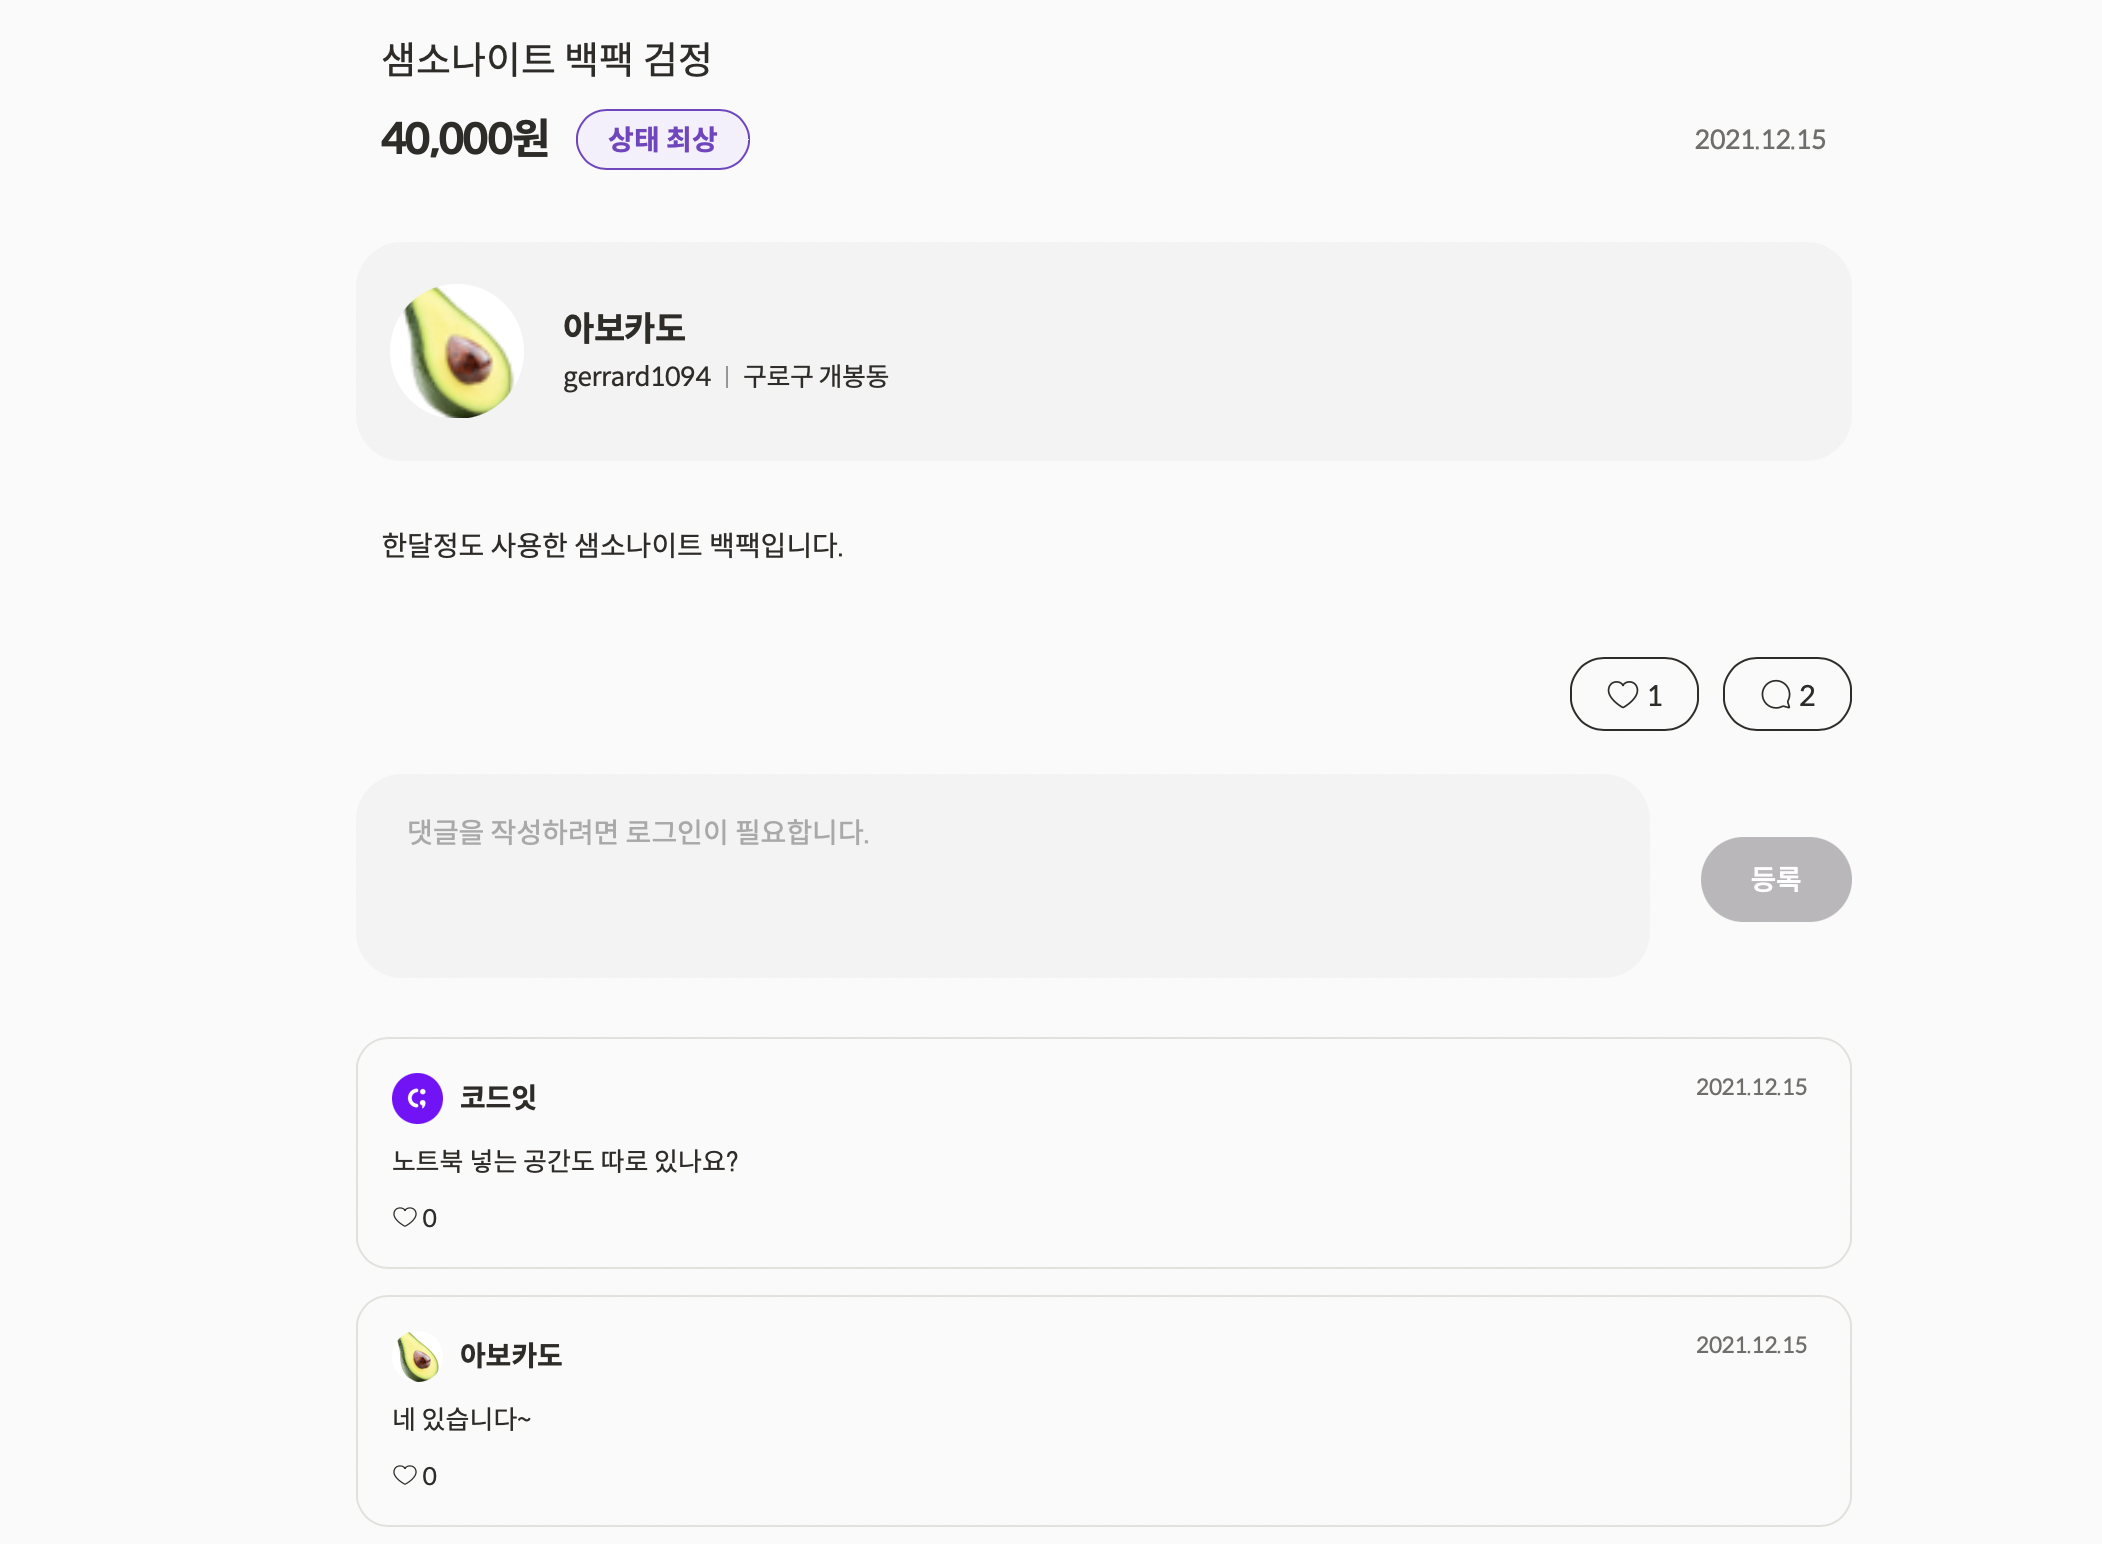 샘소나이트 백팩 검정
40,000원 상태 최상 2021.12.15
아보카도
gerrard1094 | 구로구 개봉동
한달정도 사용한 샘소나이트 백팩입니다.
1 2
댓글을 작성하려면 로그인이 필요합니다.
등록
코드잇 2021.12.15
노트북 넣는 공간도 따로 있나요?
0
아보카도 2021.12.15
네 있습니다~
0